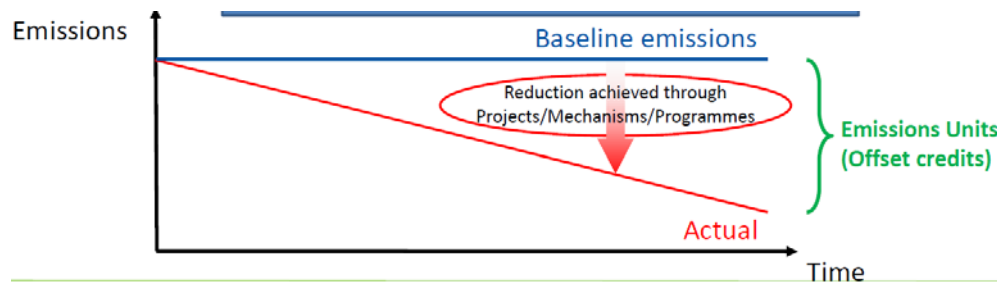 Emissions
Baseline emissions
Reduction achieved through
Projects/Mechanisms/Programmes
Emissions Units
(Offset credits)
Actual
Time